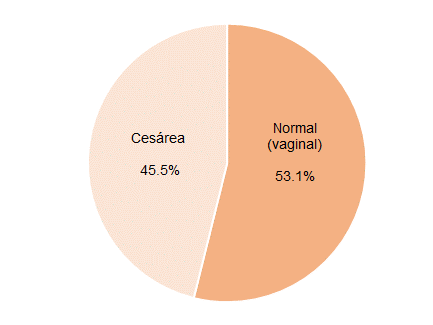 Cesárea
45.5%
Normal
(vaginal)
53.1%